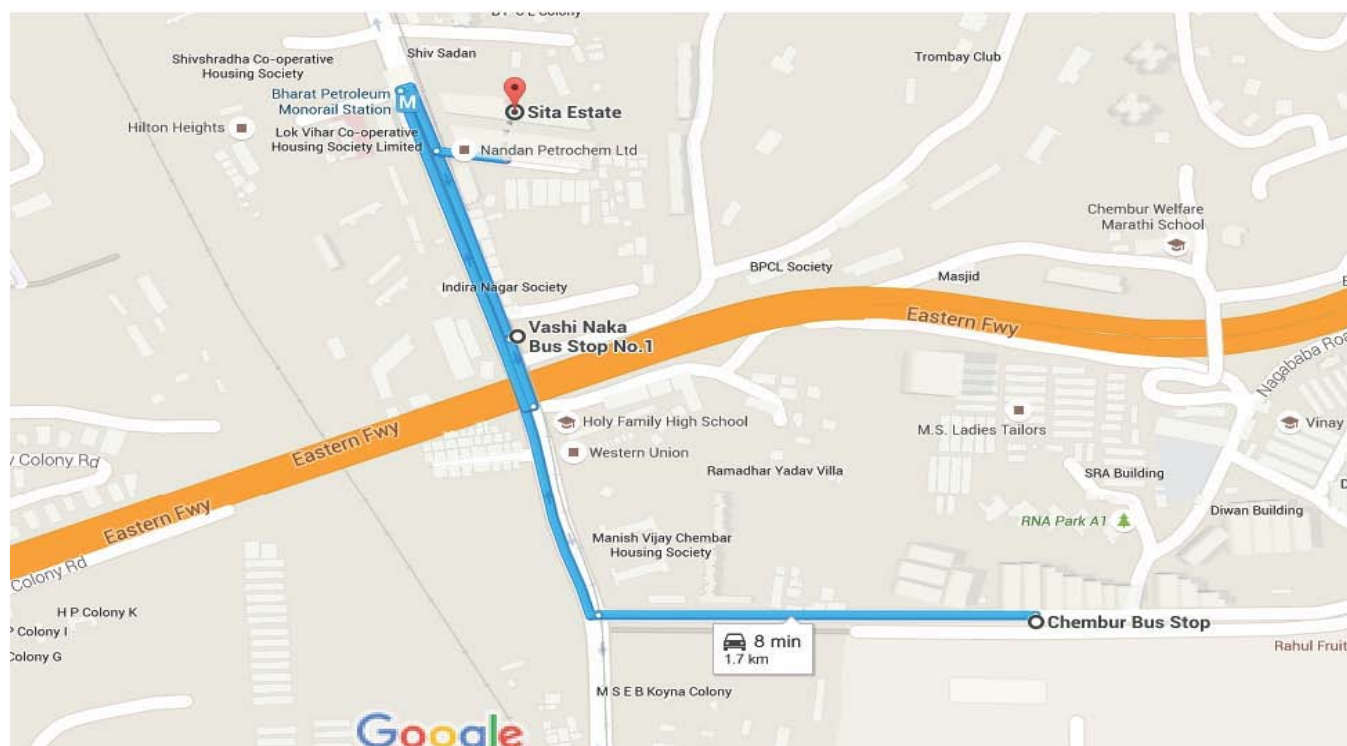 Shiv Sadan
Trombay Club
Shivshradha Co-operative
Housing Society
Bharat Petroleum
Monorail Station
M
Sita Estate
Hilton Heights
Lok Vihar Co-operative
Housing Society Limited
Nandan Petrochem Ltd
Chembur Welfare
Marathi School
BPCL Society
Masjid
Indira Nagar Society
Eastern Fwy
Vashi Naka
Bus Stop No.1
Nagababa Roa
Holy Family High School
M.S. Ladies Tailors
Vinay
Eastern Fwy
Western Union
y Colony Rd
Ramadhar Yadav Villa
SRA Building
Eastern Fwy
RNA Park A1
Diwan Building
Manish Vijay Chembar
Housing Society
Colony Rd
H P Colony K
P Colony I
Colony G
Chembur Bus Stop
8 min
1.7 km
Rahul Fruit
M S E B Koyna Colony
Google